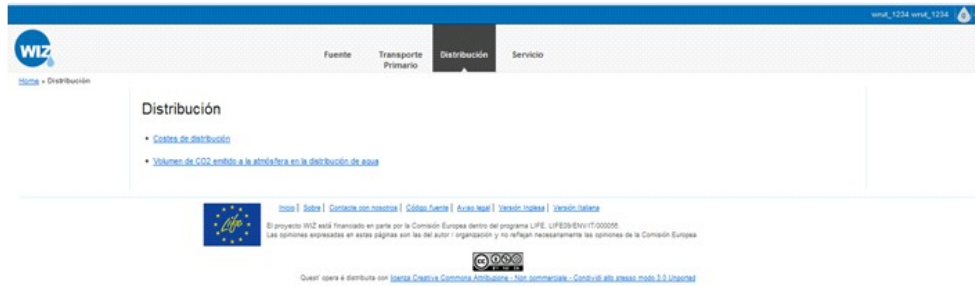 wrut_1234 wrut_1234
WIZ
Fuente
Transporte Primario
Distribución
Servicio
Home » Distribución
Distribución
• Costes de distribución
• Volumen de CO2 emitido a la atmósfera en la distribución de agua
Inicio | Sobre | Contacte con nosotros | Código fuente | Aviso legal | Versión Inglesa | Versión Italiana
Life
El proyecto WIZ está financiado en parte por la Comisión Europea dentro del programa LIFE, LIFE09/ENV/IT/000056.
Las opiniones expresadas en estas páginas son las del autor / organización y no reflejan necesariamente las opiniones de la Comisión Europea
Quest' opera è distribuita con licenza Creative Commons Attribuzione - Non commerciale - Condividi allo stesso modo 3.0 Unported